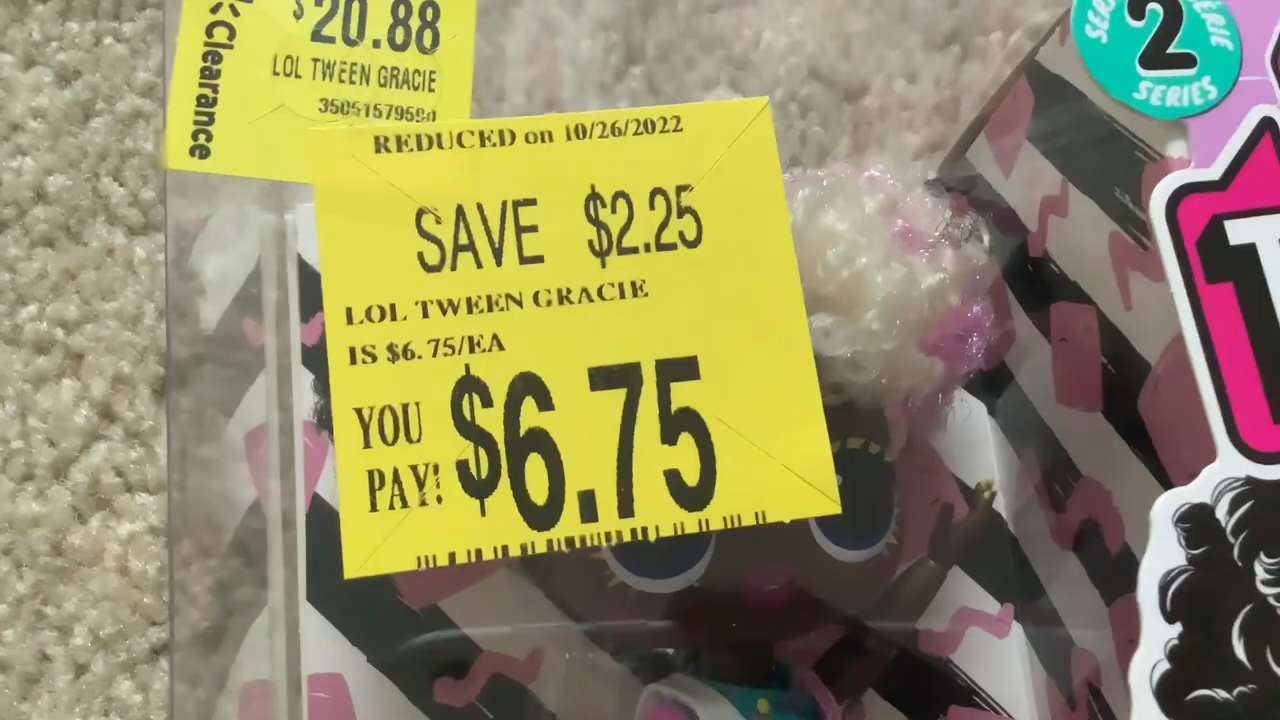 $20.88
Clearance
LOL TWEEN GRACIE
REDUCED on 10/26/2022
SAVE $2.25
LOL TWEEN GRACIE
IS $6.75/EA
YOU
PAY!
$6.75
2
SERIES